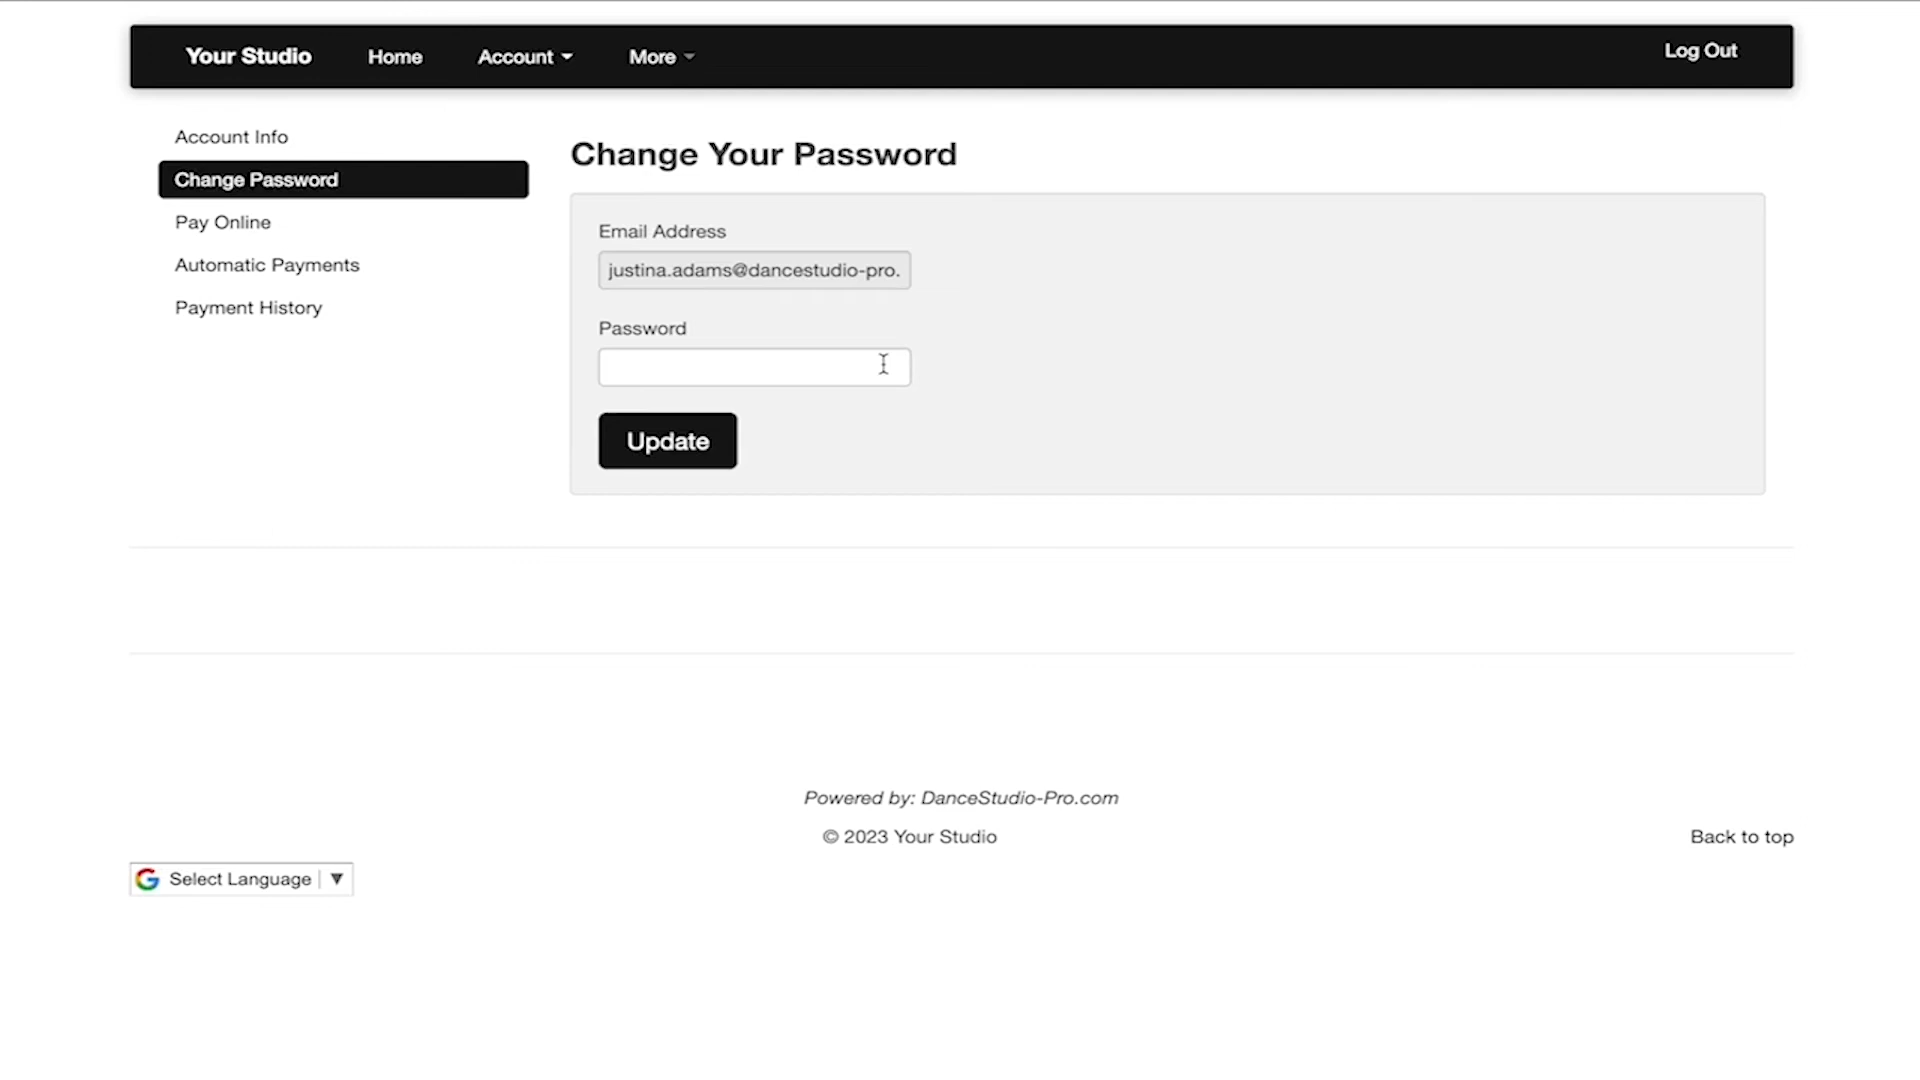 Your Studio Home Account More Log Out
Account Info
Change Password
Pay Online
Automatic Payments
Payment History
Change Your Password
Email Address
justina.adams@dancestudio-pro.
Password
Update
Powered by: DanceStudio-Pro.com
© 2023 Your Studio
Back to top
G Select Language ▼